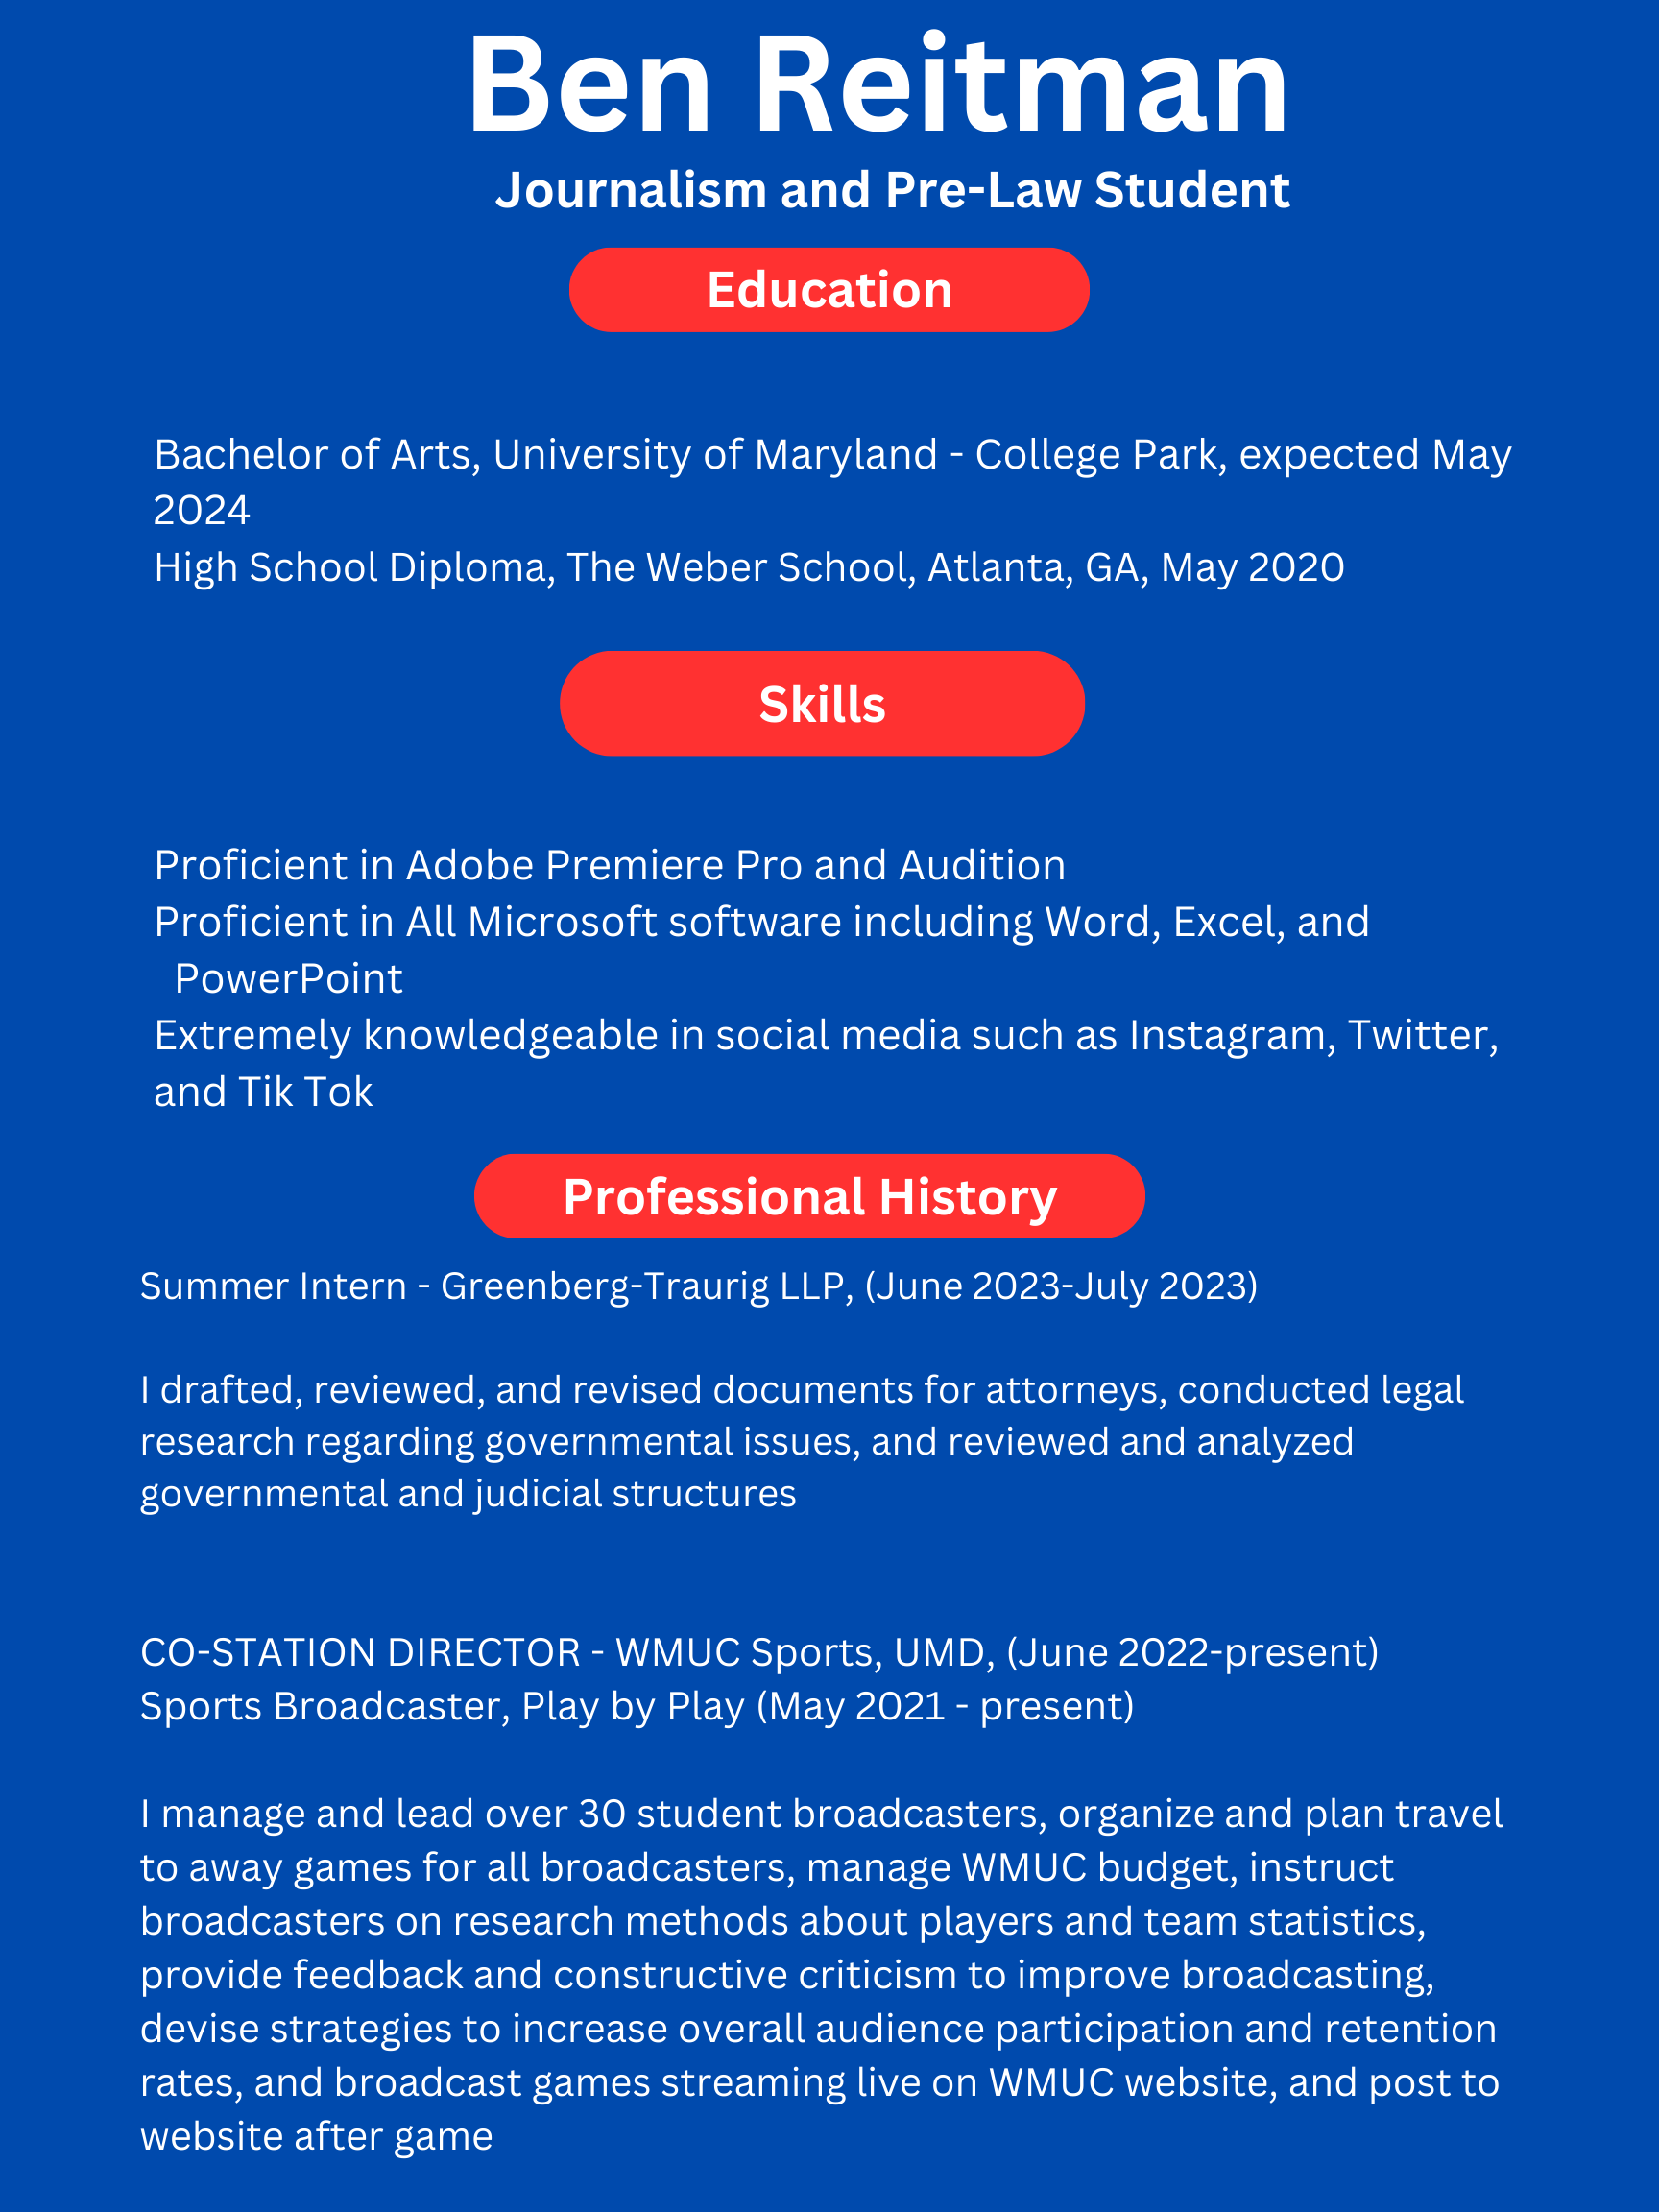 Ben Reitman
Journalism and Pre-Law Student
Education
Bachelor of Arts, University of Maryland - College Park, expected May
2024
High School Diploma, The Weber School, Atlanta, GA, May 2020
Skills
Proficient in Adobe Premiere Pro and Audition
Proficient in All Microsoft software including Word, Excel, and
PowerPoint
Extremely knowledgeable in social media such as Instagram, Twitter,
and Tik Tok
Professional History
Summer Intern - Greenberg-Traurig LLP, (June 2023-July 2023)
I drafted, reviewed, and revised documents for attorneys, conducted legal
research regarding governmental issues, and reviewed and analyzed
governmental and judicial structures
CO-STATION DIRECTOR - WMUC Sports, UMD, (June 2022-present)
Sports Broadcaster, Play by Play (May 2021 - present)
I manage and lead over 30 student broadcasters, organize and plan travel
to away games for all broadcasters, manage WMUC budget, instruct
broadcasters on research methods about players and team statistics,
provide feedback and constructive criticism to improve broadcasting,
devise strategies to increase overall audience participation and retention
rates, and broadcast games streaming live on WMUC website, and post to
website after game